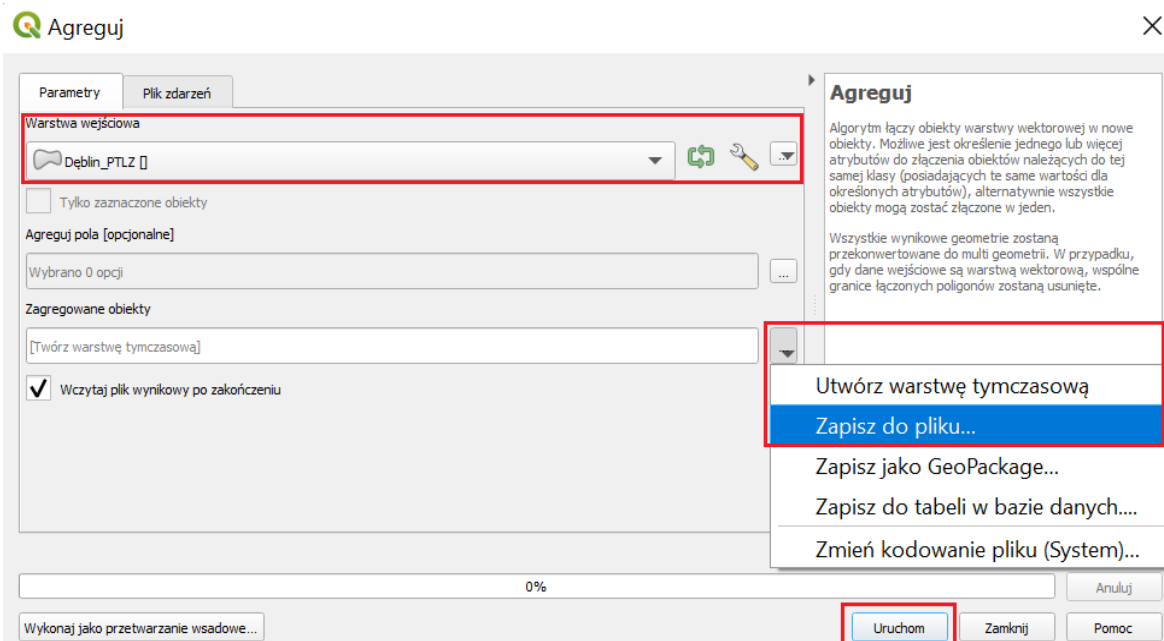 Agreguj
Parametry
Plik zdarzeń
Warstwa wejściowa
Dęblin_PTLZ []
...
Tylko zaznaczone obiekty
Agreguj pola [opcjonalne]
Wybrano 0 opcji
...
Zagregowane obiekty
[Twórz warstwę tymczasową]
...
Wczytaj plik wynikowy po zakończeniu
Agreguj
Algorytm łączy obiekty warstwy wektorowej w nowe
obiekty. Możliwe jest określenie jednego lub więcej
atrybutów do złączenia obiektów należących do tej
samej klasy (posiadających te same wartości dla
określonych atrybutów), alternatywnie wszystkie
obiekty mogą zostać złączone w jeden.
Wszystkie wynikowe geometrie zostaną
przekonwertowane do multi geometrii. W przypadku,
gdy dane wejściowe są warstwą wektorową, wspólne
granice łączonych poligonów zostaną usunięte.
Utwórz warstwę tymczasową
Zapisz do pliku...
Zapisz jako GeoPackage...
Zapisz do tabeli w bazie danych....
Zmień kodowanie pliku (System)...
0%
Anuluj
Wykonaj jako przetwarzanie wsadowe...
Uruchom
Zamknij
Pomoc